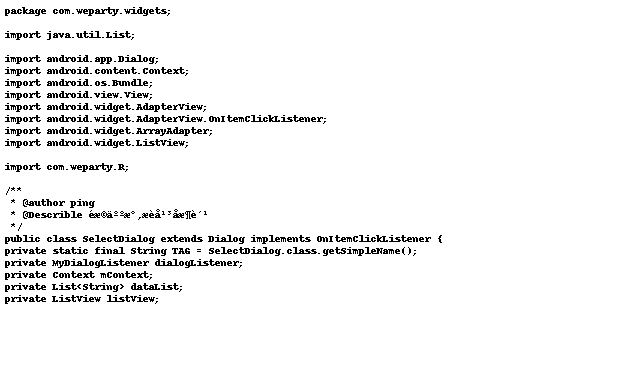 package com.weparty.widgets;
import java.util.List;
import android.app.Dialog;
import android.content.Context;
import android.os.Bundle;
import android.view.View;
import android.widget.AdapterView;
import android.widget.AdapterView.OnItemClickListener;
import android.widget.ArrayAdapter;
import android.widget.ListView;
import com.weparty.R;
/**
* @author ping
* @Describle
*/
public class SelectDialog extends Dialog implements OnItemClickListener {
private static final String TAG = SelectDialog.class.getSimpleName();
private MyDialogListener dialogListener;
private Context mContext;
private List<String> dataList;
private ListView listView;